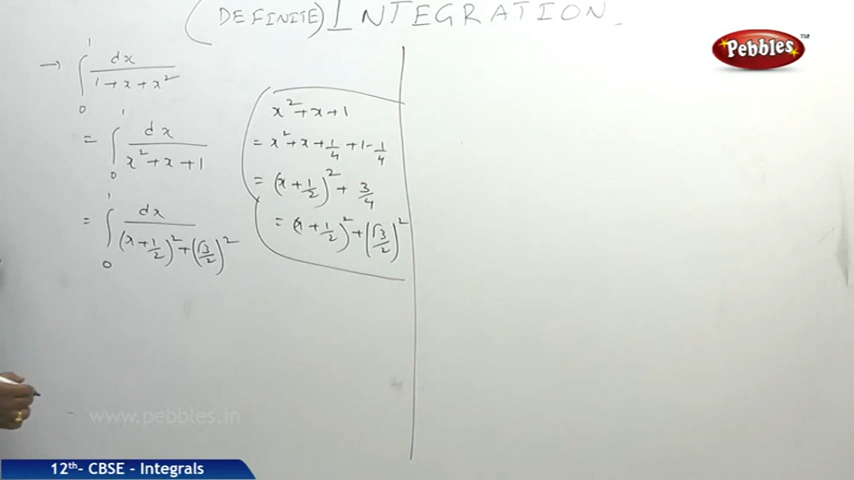 (DEFINITE) INTEGRATION.
Pebbles™
→ ∫₀¹ dx / (1+x+x²)
= ∫₀¹ dx / (x²+x+1)
= ∫₀¹ dx / ((x+1/2)²+(√3/2)²)
x²+x+1
= x²+x+1/4+1-1/4
= (x+1/2)²+3/4
= (x+1/2)²+(√3/2)²
www.pebbles.in
12th- CBSE - Integrals